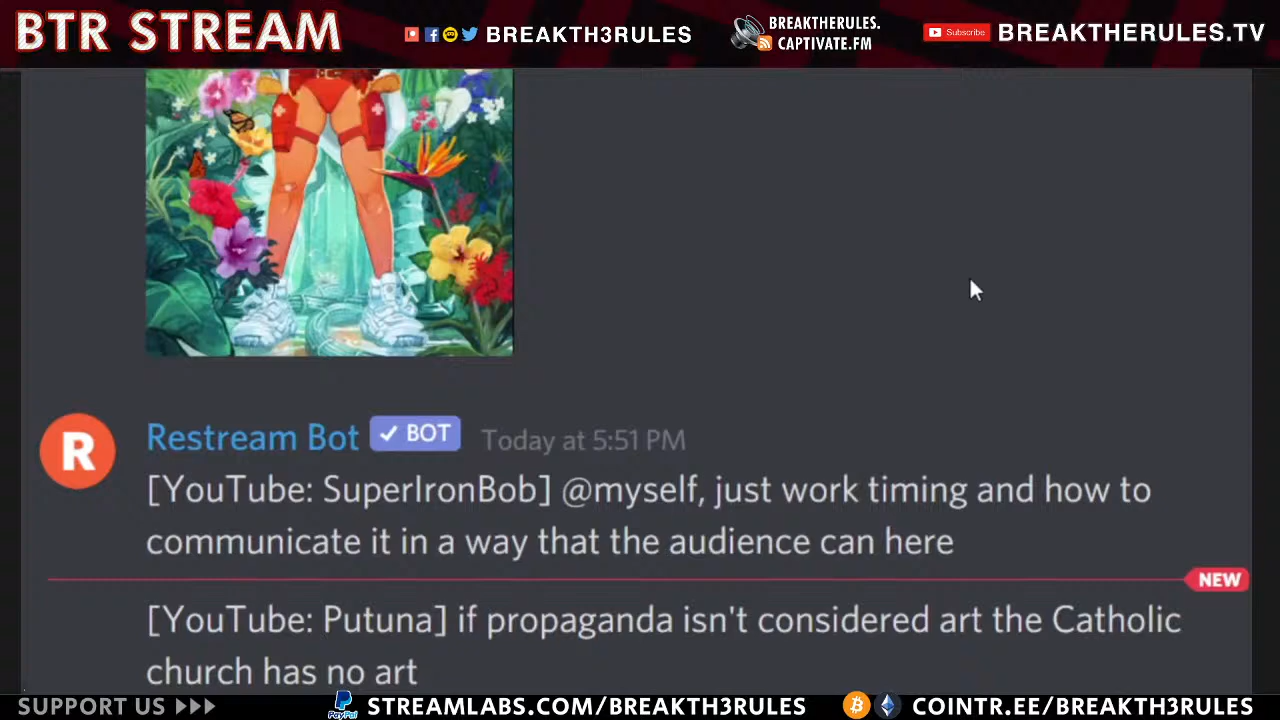 BTR STREAM
BREAKTH3RULES
BREAKTHERULES.
CAPTIVATE.FM
Subscribe
BREAKTHERULES.TV
R
Restream Bot ✓ BOT Today at 5:51 PM
[YouTube: SuperIronBob] @myself, just work timing and how to
communicate it in a way that the audience can here
NEW
[YouTube: Putuna] if propaganda isn't considered art the Catholic
church has no art
SUPPORT US
PayPal
STREAMLABS.COM/BREAKTH3RULES
COINTR.EE/BREAKTH3RULES